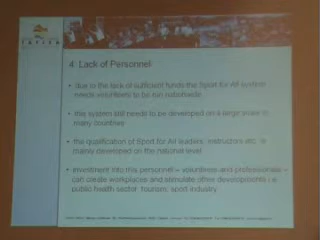 4. Lack of Personnel
• due to the lack of sufficient funds the Sport for All system
needs volunteers to be run nationwide
• this system still needs to be developed on a large scale in
many countries
• the qualification of Sport for All leaders, instructors etc. is
mainly developed on the national level
• investment into this personnel – volunteers and professionals –
can create workplaces and stimulate other developments i.e.
public health sector, tourism, sport industry